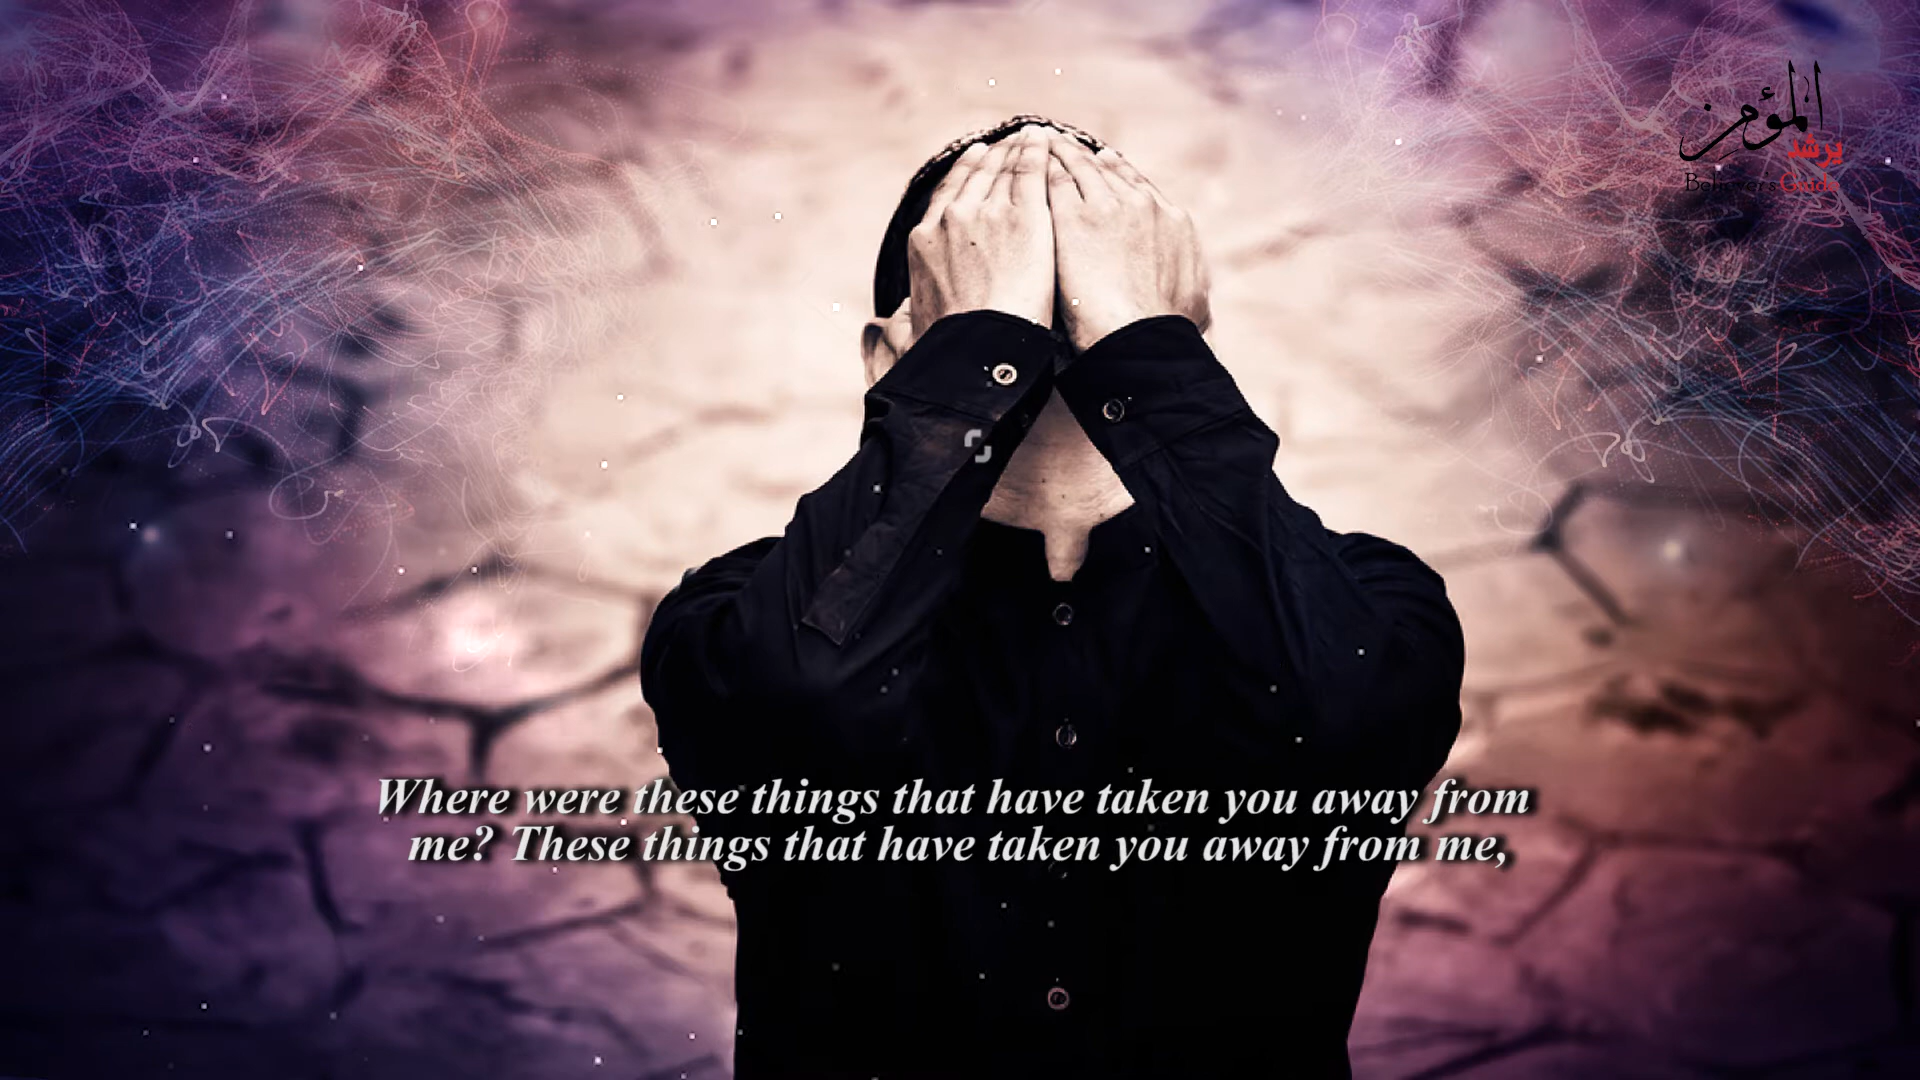 المؤمن
يرشد
Believer's Guide
Where were these things that have taken you away from
me? These things that have taken you away from me,